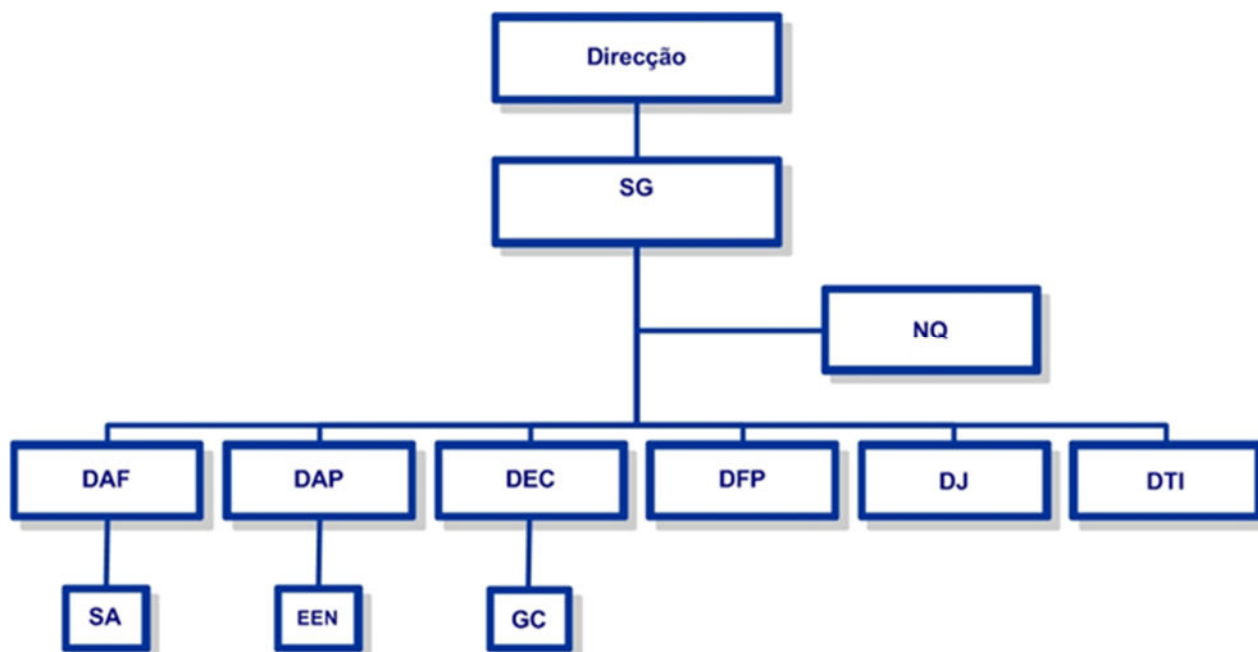 Direcção
SG
NQ
DAF
DAP
DEC
DFP
DJ
DTI
SA
EEN
GC